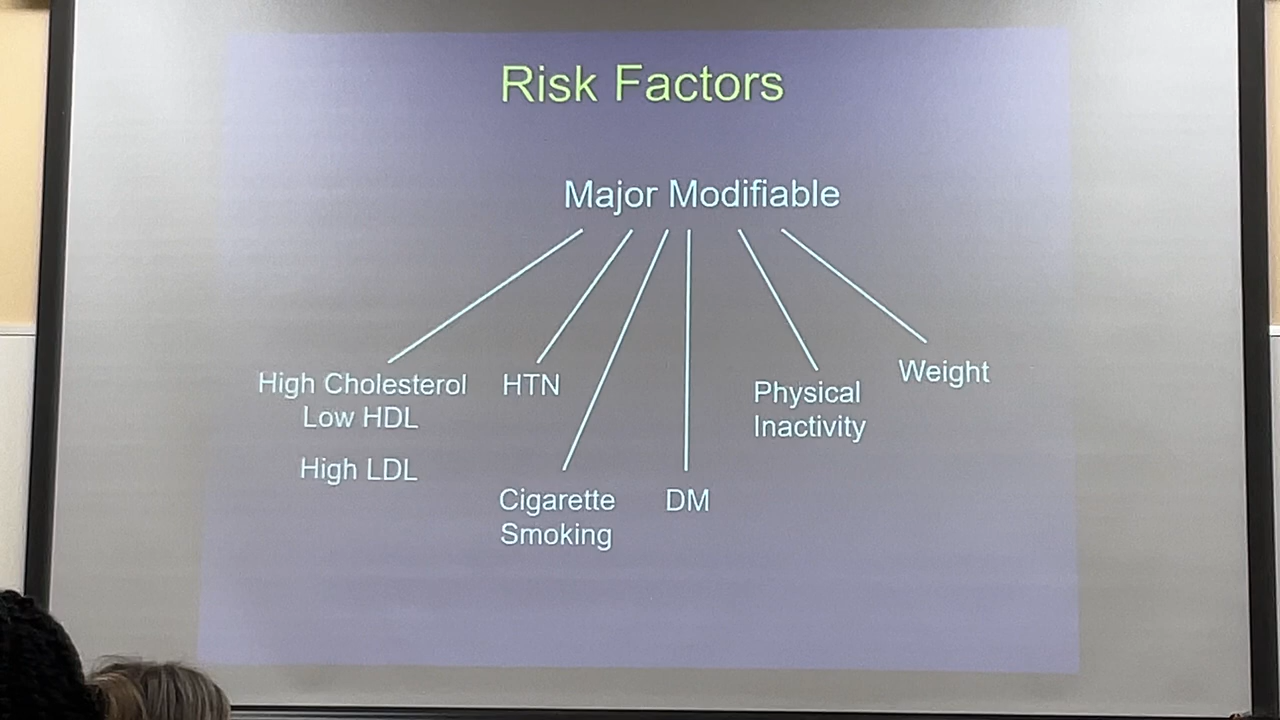 Risk Factors
Major Modifiable
High Cholesterol
Low HDL
High LDL
HTN
Cigarette
Smoking
DM
Physical
Inactivity
Weight